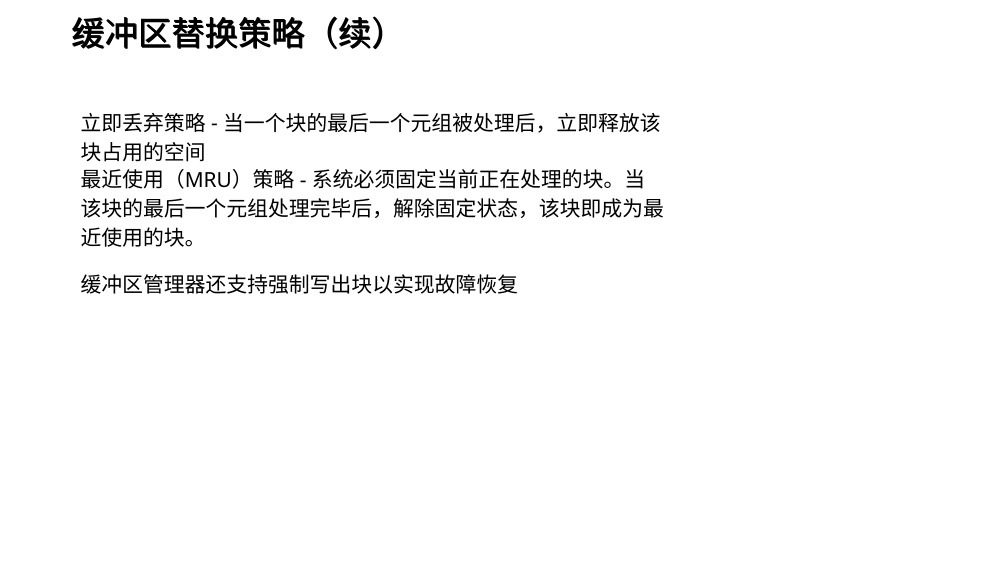 缓冲区替换策略（续）
立即丢弃策略 - 当一个块的最后一个元组被处理后，立即释放该
块占用的空间
最近使用（MRU）策略 - 系统必须固定当前正在处理的块。当
该块的最后一个元组处理完毕后，解除固定状态，该块即成为最
近使用的块。
缓冲区管理器还支持强制写出块以实现故障恢复